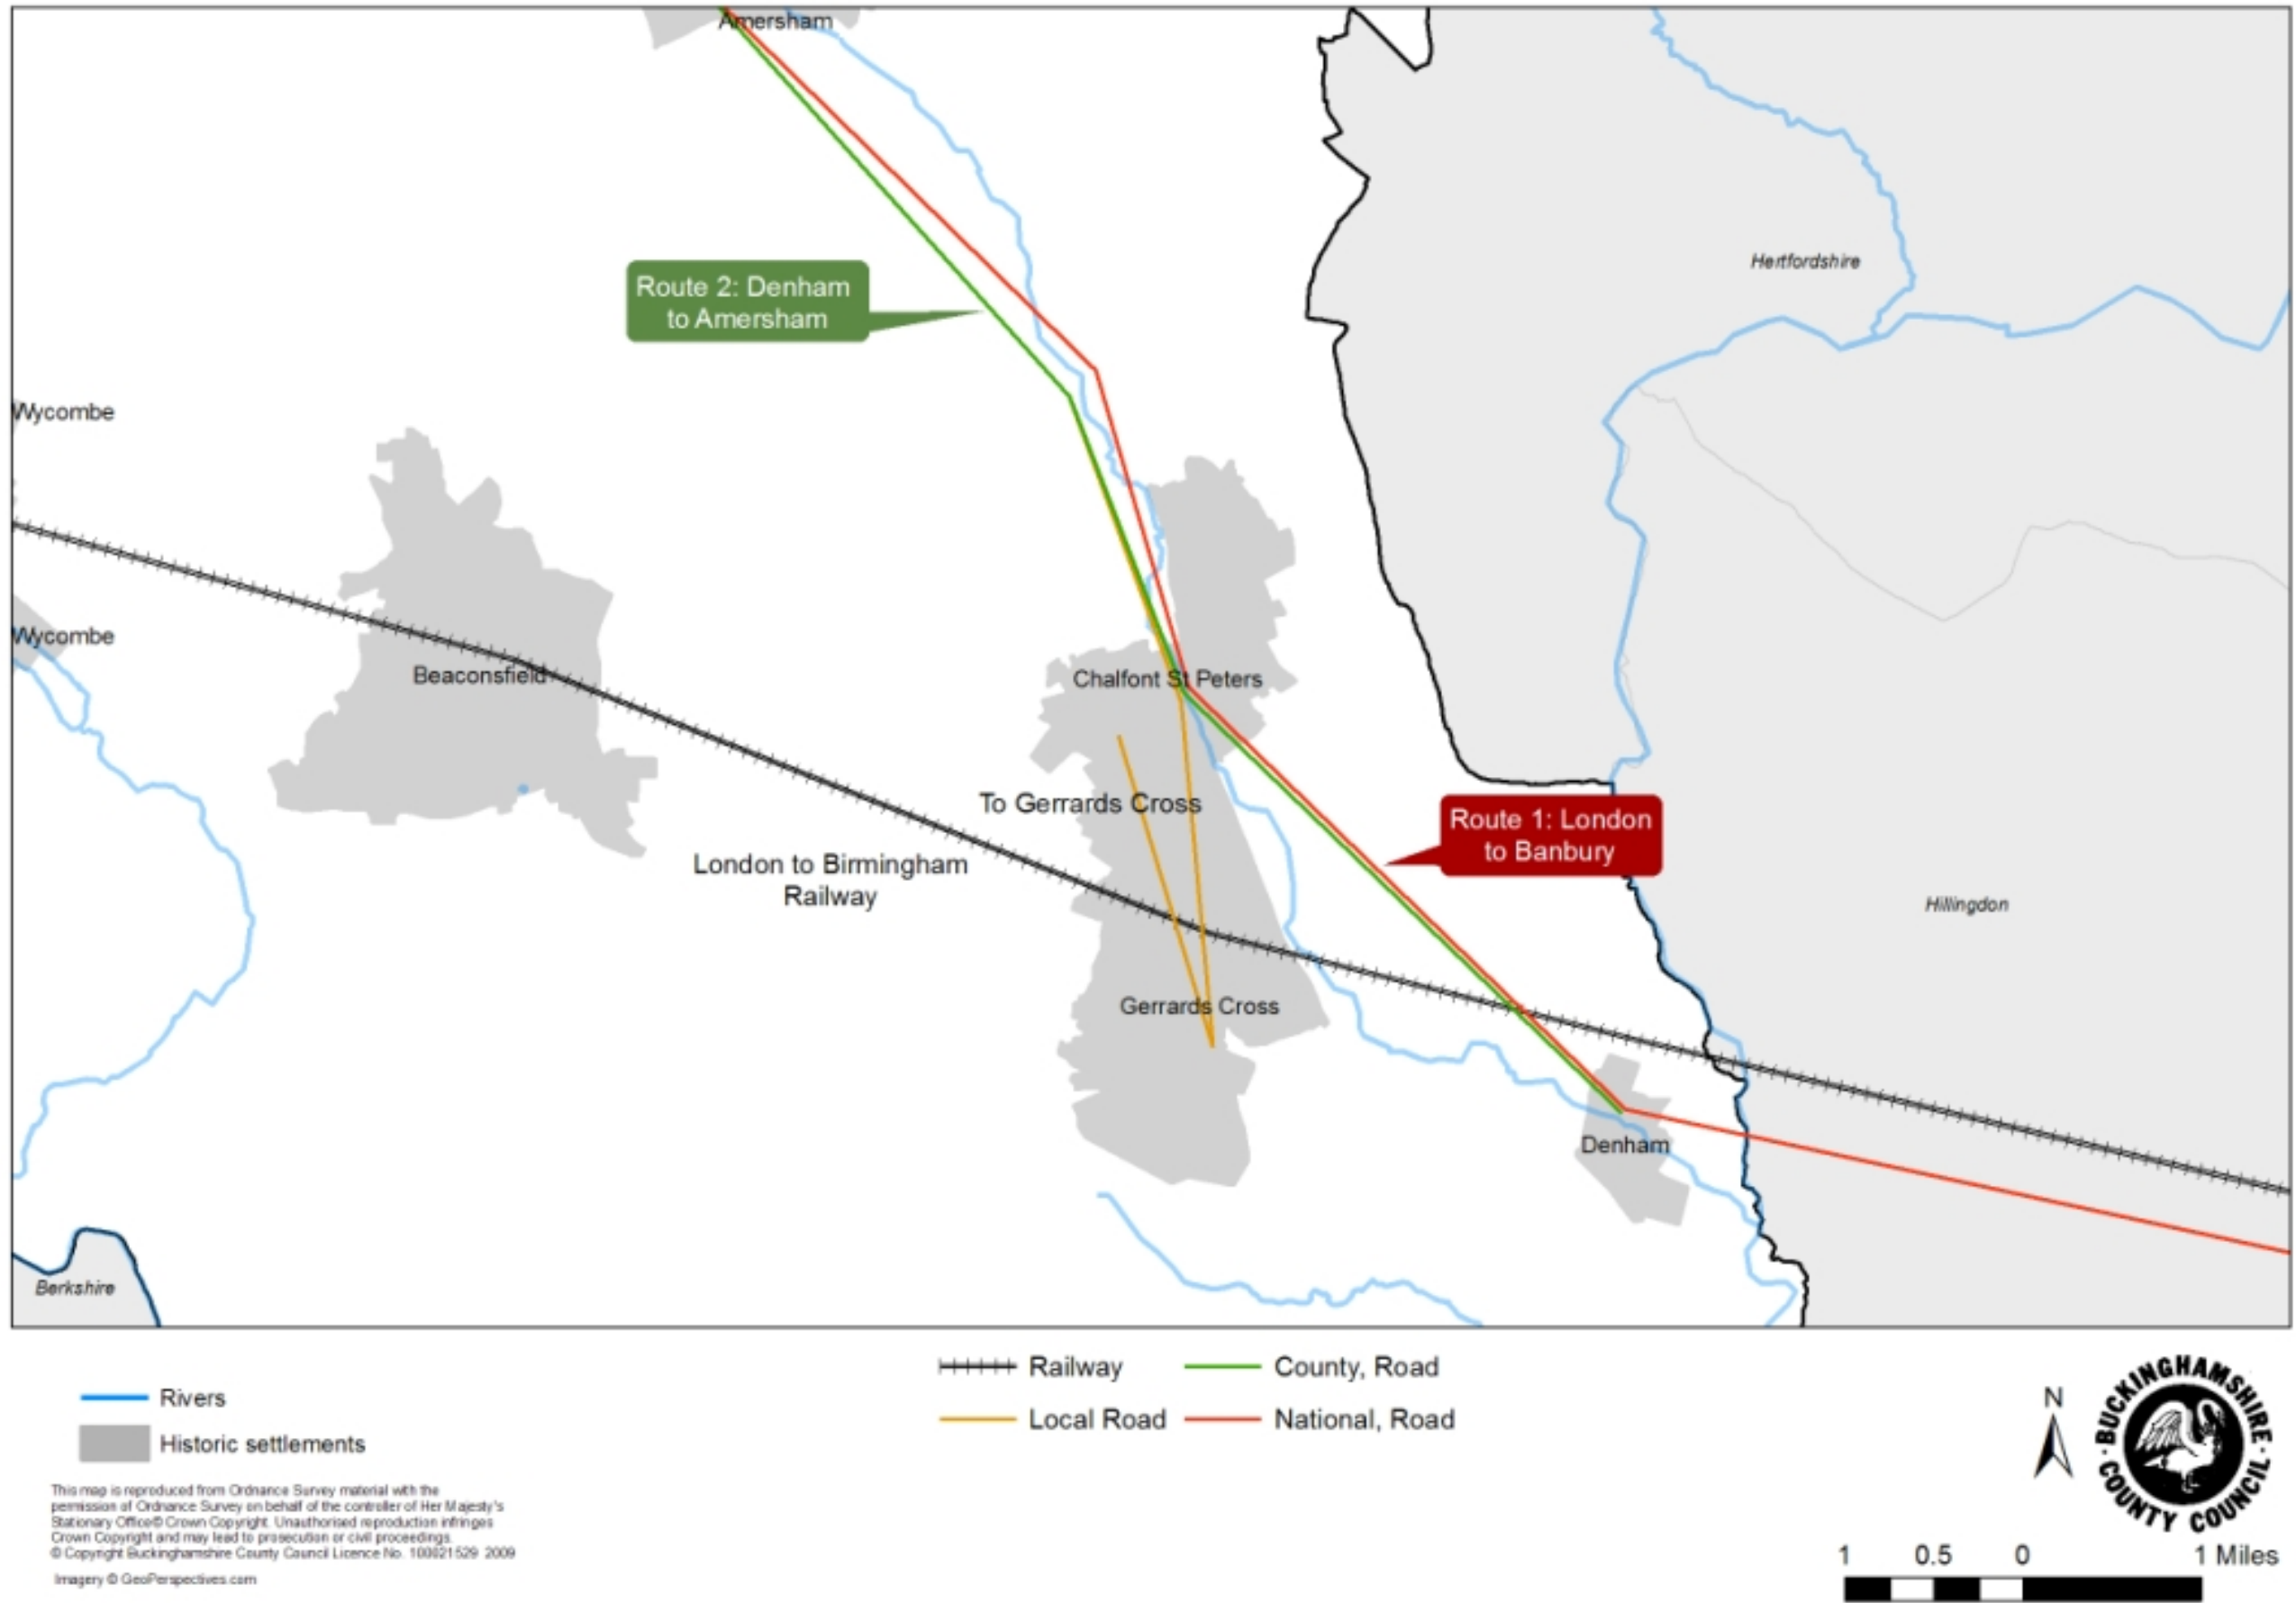 Amersham
Hertfordshire
Route 2: Denham
to Amersham
Wycombe
Wycombe
Beaconsfield
Chalfont St Peters
To Gerrards Cross
Route 1: London
to Banbury
London to Birmingham
Railway
Hillingdon
Gerrards Cross
Denham
Berkshire
Railway
County, Road
Rivers
Local Road
National, Road
Historic settlements
N
BUCKINGHAMSHIRE
COUNTY COUNCIL
This map is reproduced from Ordnance Survey material with the
permission of Ordnance Survey on behalf of the controller of Her Majesty's
Stationary Office© Crown Copyright. Unauthorised reproduction infringes
Crown Copyright and may lead to prosecution or civil proceedings.
© Copyright Buckinghamshire County Council Licence No. 100021529 2009
Imagery © GeoPerspectives.com
1 0.5 0 1 Miles